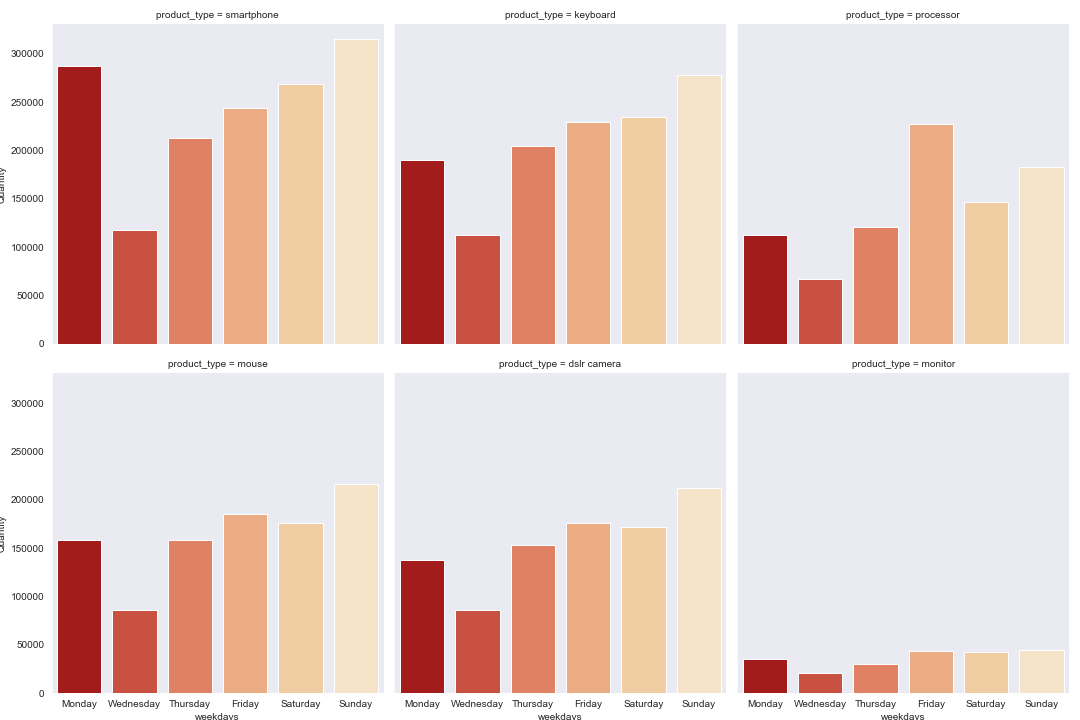 product_type = smartphone
product_type = keyboard
product_type = processor
300000
250000
200000
150000
100000
50000
0
Quantity
product_type = mouse
product_type = dslr camera
product_type = monitor
300000
250000
200000
150000
100000
50000
0
Quantity
Monday Wednesday Thursday Friday Saturday Sunday
Monday Wednesday Thursday Friday Saturday Sunday
Monday Wednesday Thursday Friday Saturday Sunday
weekdays
weekdays
weekdays